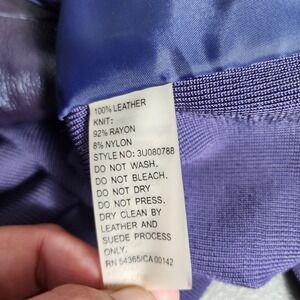 100% LEATHER
KNIT:
92% RAYON
8% NYLON
STYLE NO: 3U080788
DO NOT WASH.
DO NOT BLEACH.
DO NOT DRY
DO NOT PRESS.
DRY CLEAN BY
LEATHER AND
SUEDE PROCESS
ONLY.
RN 54365/CA 00142